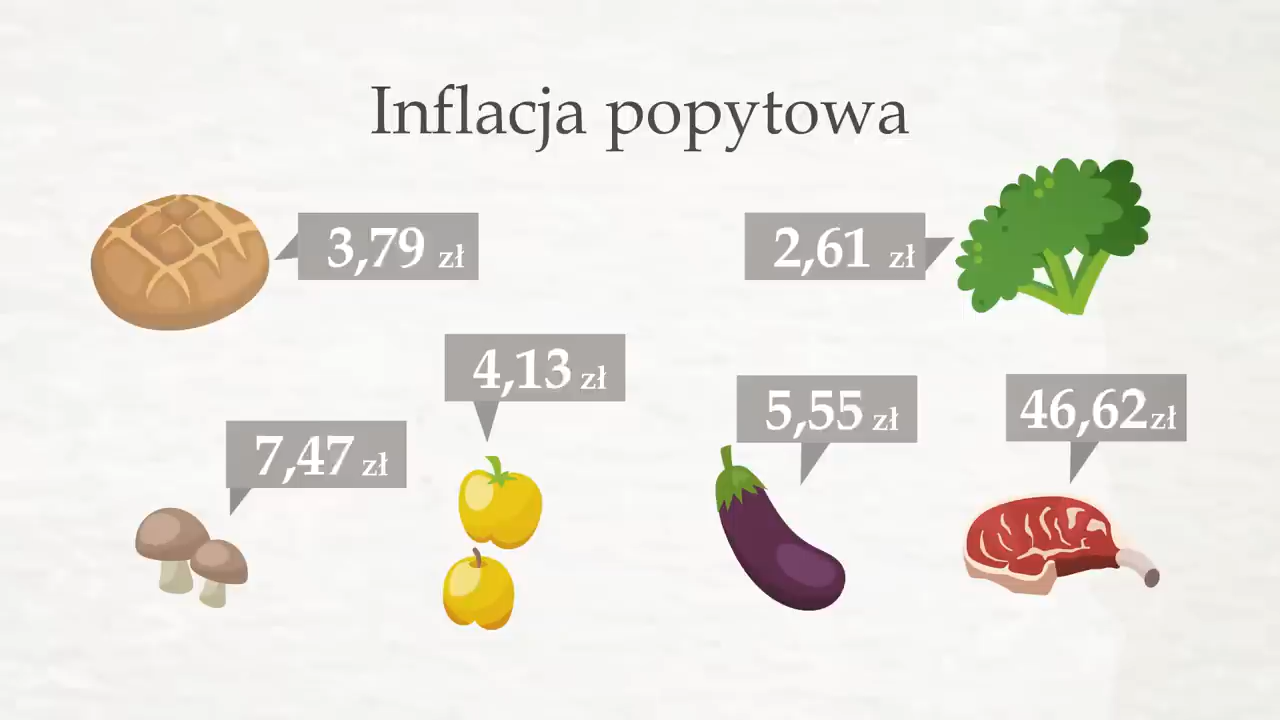 Inflacja popytowa
3,79 zł
2,61 zł
4,13 zł
5,55 zł
46,62 zł
7,47 zł